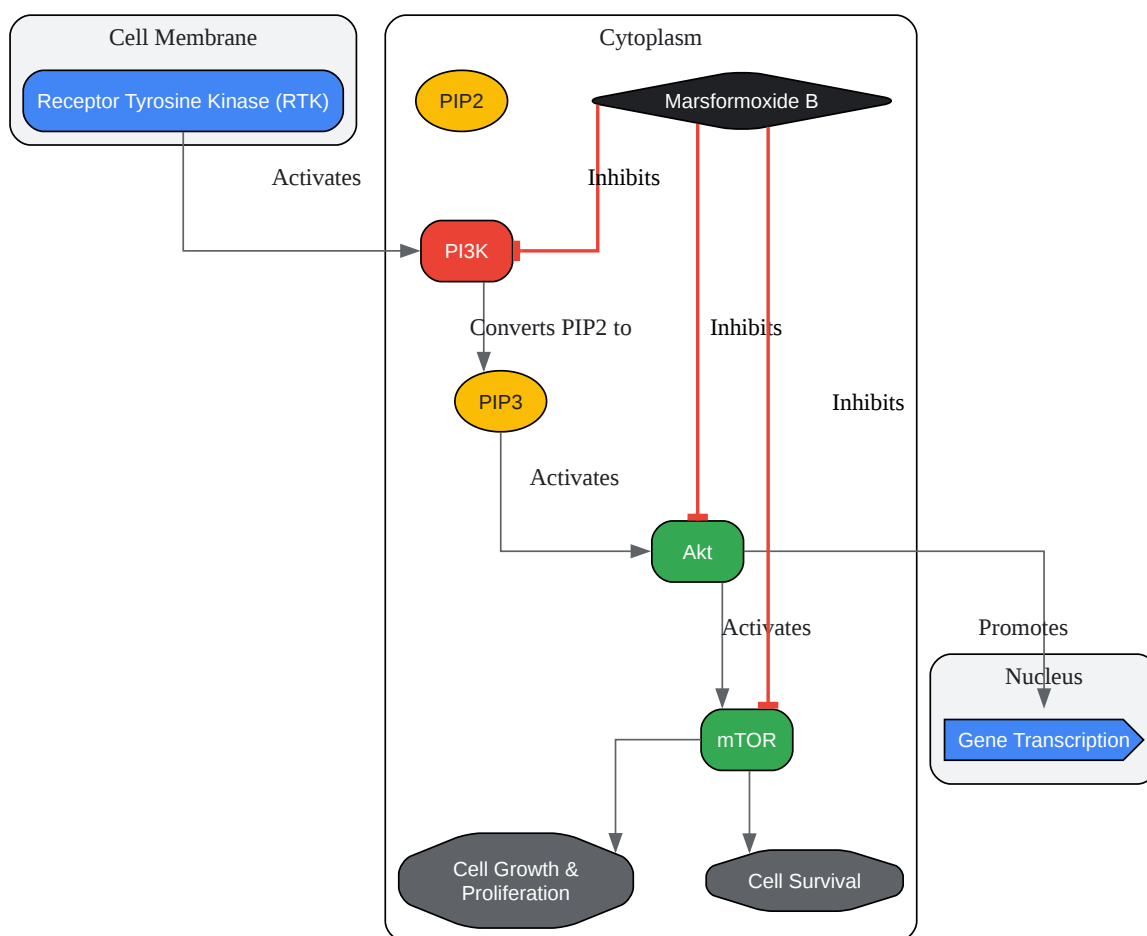 Cell Membrane
Cytoplasm
Receptor Tyrosine Kinase (RTK)
PIP2
Marsformoxide B
Activates
Inhibits
PI3K
Converts PIP2 to
Inhibits
PIP3
Inhibits
Activates
Akt
Activates
Promotes
Nucleus
mTOR
Gene Transcription
Cell Growth &
Proliferation
Cell Survival